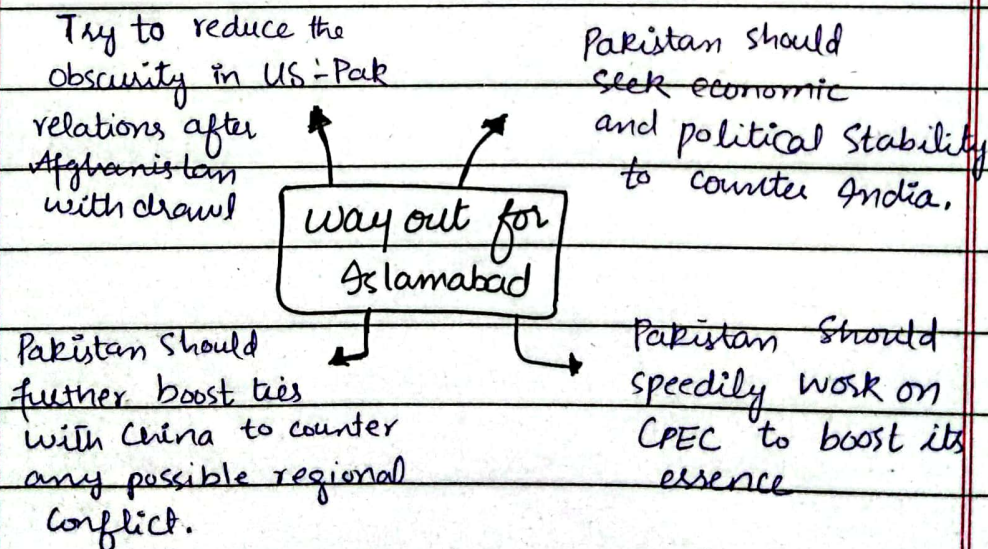 Try to reduce the
obscurity in US-Pak
relations after
Afghanistan
withdrawl
Pakistan should
seek economic
and political Stability
to counter India.
way out for
Islamabad
Pakistan Should
further boost ties
with China to counter
any possible regional
Conflict.
Pakistan Should
speedily work on
CPEC to boost its
essence